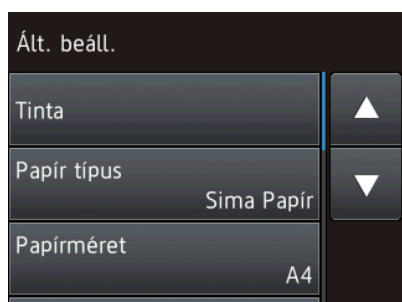 Ált. beáll.
Tinta
Papír típus
Sima Papír
Papírméret
A4